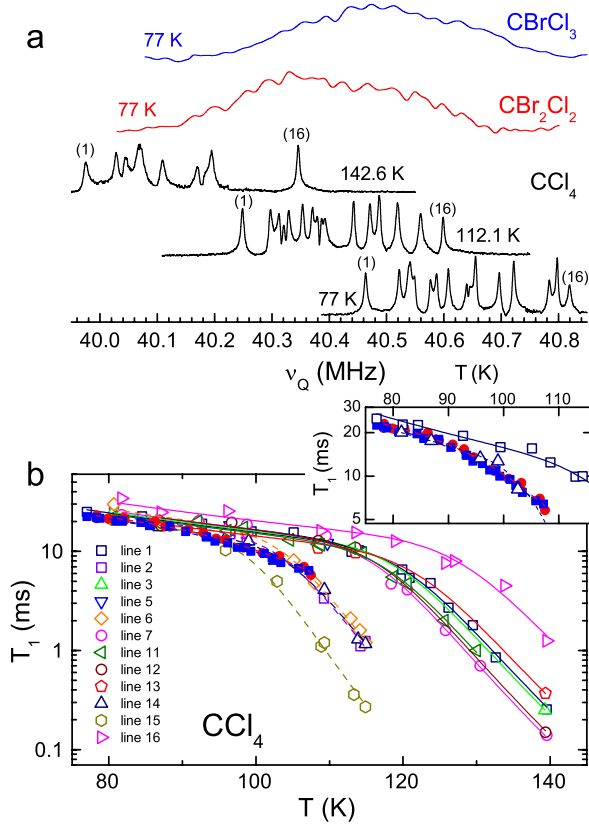 a
CBrCl3
77 K
77 K
CBr2Cl2
(1)
(16)
142.6 K
CCl4
(1)
(16)
112.1 K
(1)
(16)
77 K
40.0 40.1 40.2 40.3 40.4 40.5 40.6 40.7 40.8
νQ (MHz)
T (K)
80 90 100 110
30
20
10
5
T1 (ms)
b
10
1
0.1
T1 (ms)
line 1
line 2
line 3
line 5
line 6
line 7
line 11
line 12
line 13
line 14
line 15
line 16
CCl4
80 100 120 140
T (K)